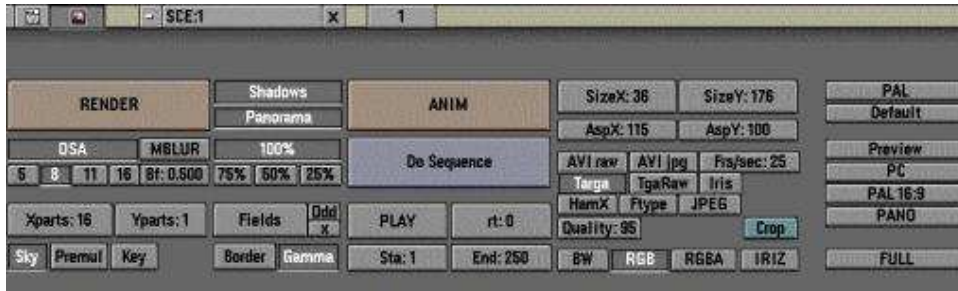 SCE:1 X 1
RENDER Shadows ANIM SizeX: 36 SizeY: 176 PAL
Panorama AspX: 115 AspY: 100 Default
OSA MBLUR 100% Do Sequence AVI raw AVI jpg Frs/sec: 25 Preview
5 8 11 16 Bf: 0.500 75% 50% 25% Targa TgaRaw Iris PC
HamX Ftype JPEG PAL 16:9
Xparts: 16 Yparts: 1 Fields Odd PLAY rt: 0 Quality: 95 Crop PANO
x
Sky Premul Key Border Gamma Sta: 1 End: 250 BW RGB RGBA IRIZ FULL